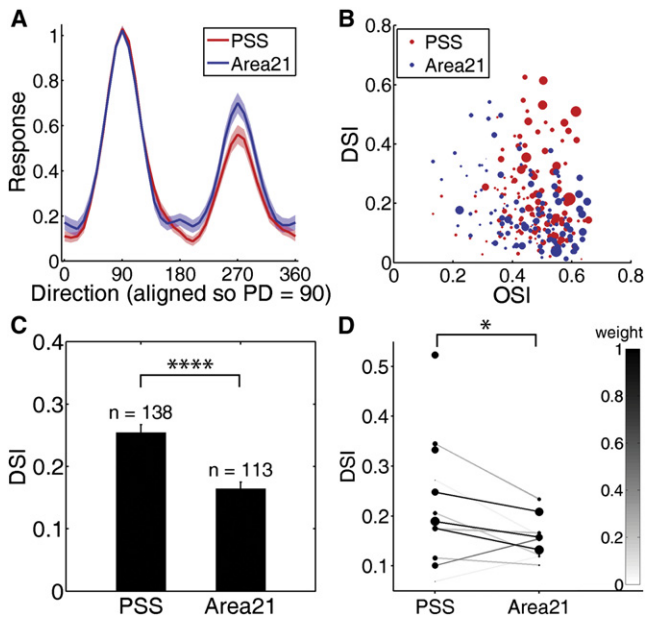 A
PSS
Area21
Response
1
0.8
0.6
0.4
0.2
0
0
90
180
270
360
Direction (aligned so PD = 90)
B
PSS
Area21
DSI
0.8
0.6
0.4
0.2
0
0
0.2
0.4
0.6
0.8
OSI
C
****
n = 138
n = 113
DSI
0.4
0.3
0.2
0.1
0
PSS
Area21
D
*
DSI
0.5
0.4
0.3
0.2
0.1
PSS
Area21
weight
1
0.8
0.6
0.4
0.2
0